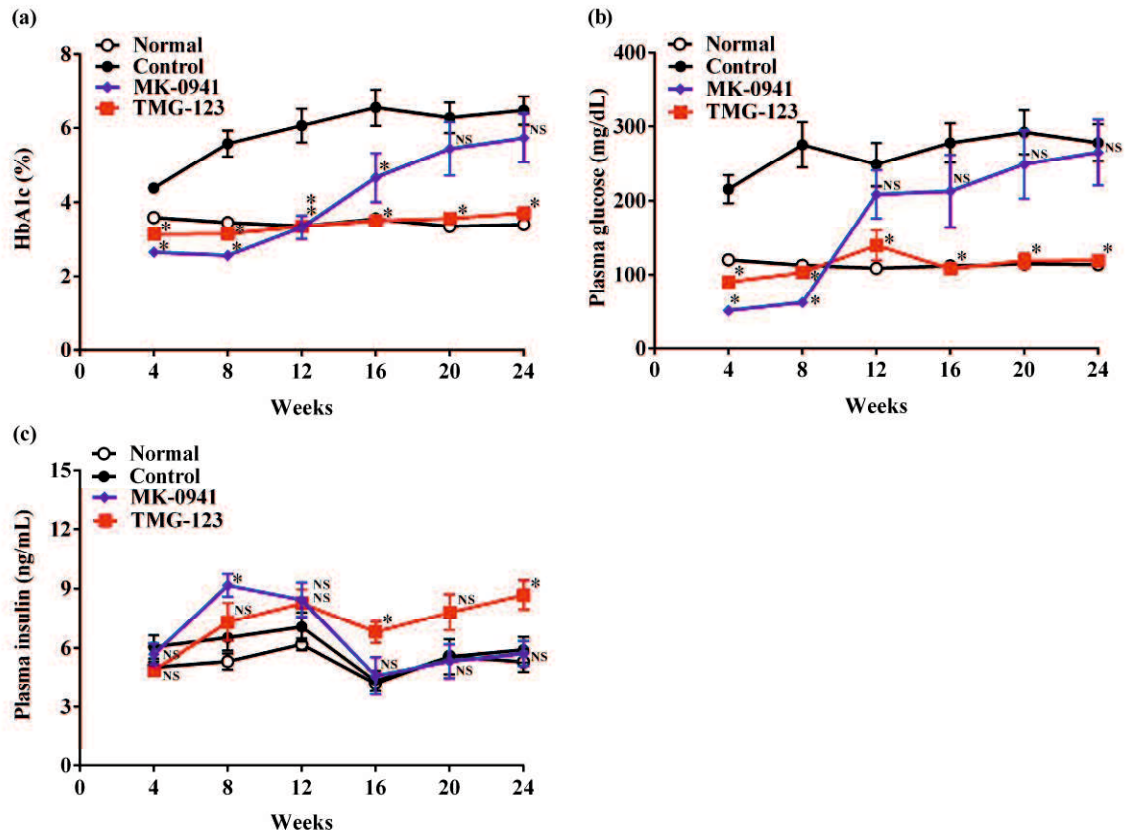 (a)
Normal
Control
MK-0941
TMG-123
HbA1c (%)
8
6
4
2
0
NS
NS
*
*
*
*
*
*
*
*
*
*
0 4 8 12 16 20 24
Weeks
(b)
Normal
Control
MK-0941
TMG-123
Plasma glucose (mg/dL)
400
300
200
100
0
NS
NS
NS
NS
*
*
*
*
*
*
*
*
0 4 8 12 16 20 24
Weeks
(c)
Normal
Control
MK-0941
TMG-123
Plasma insulin (ng/mL)
15
12
9
6
3
0
NS
NS
*
NS
NS
NS
*
NS
NS
NS
*
NS
0 4 8 12 16 20 24
Weeks